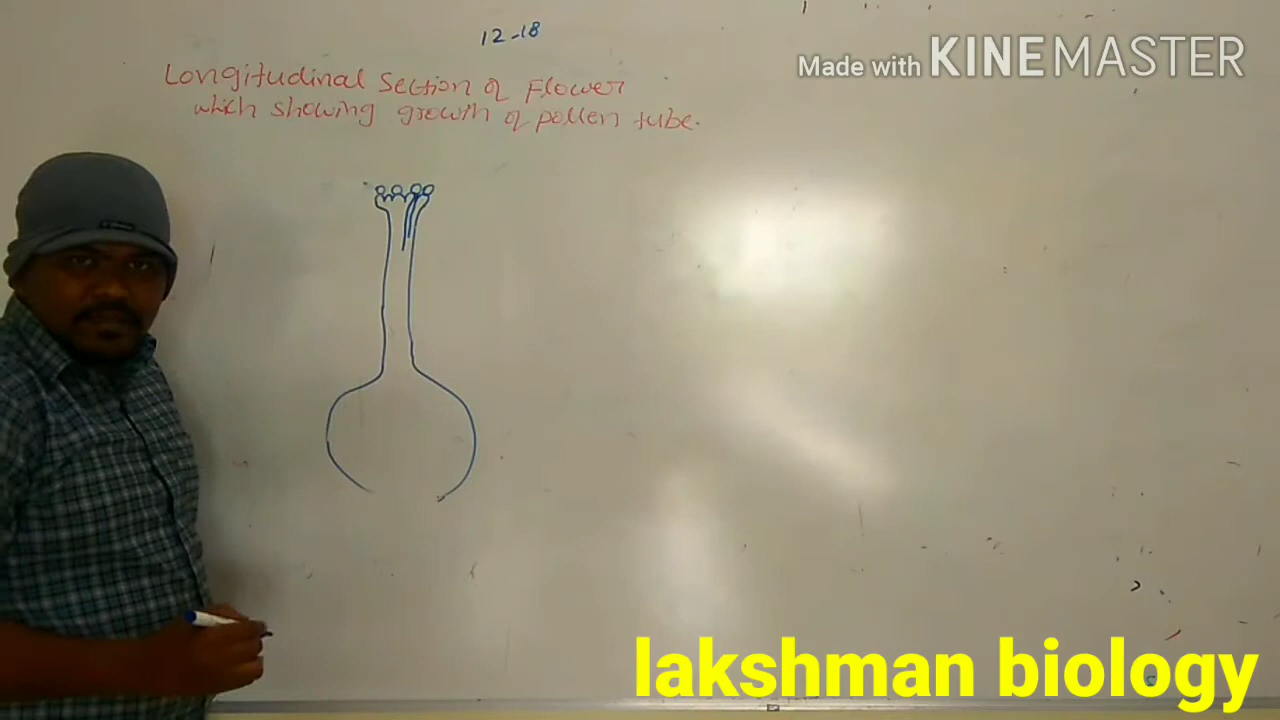 12-18
Made with KINEMASTER
Longitudinal Section of Flower
which showing growth of pollen tube.
lakshman biology